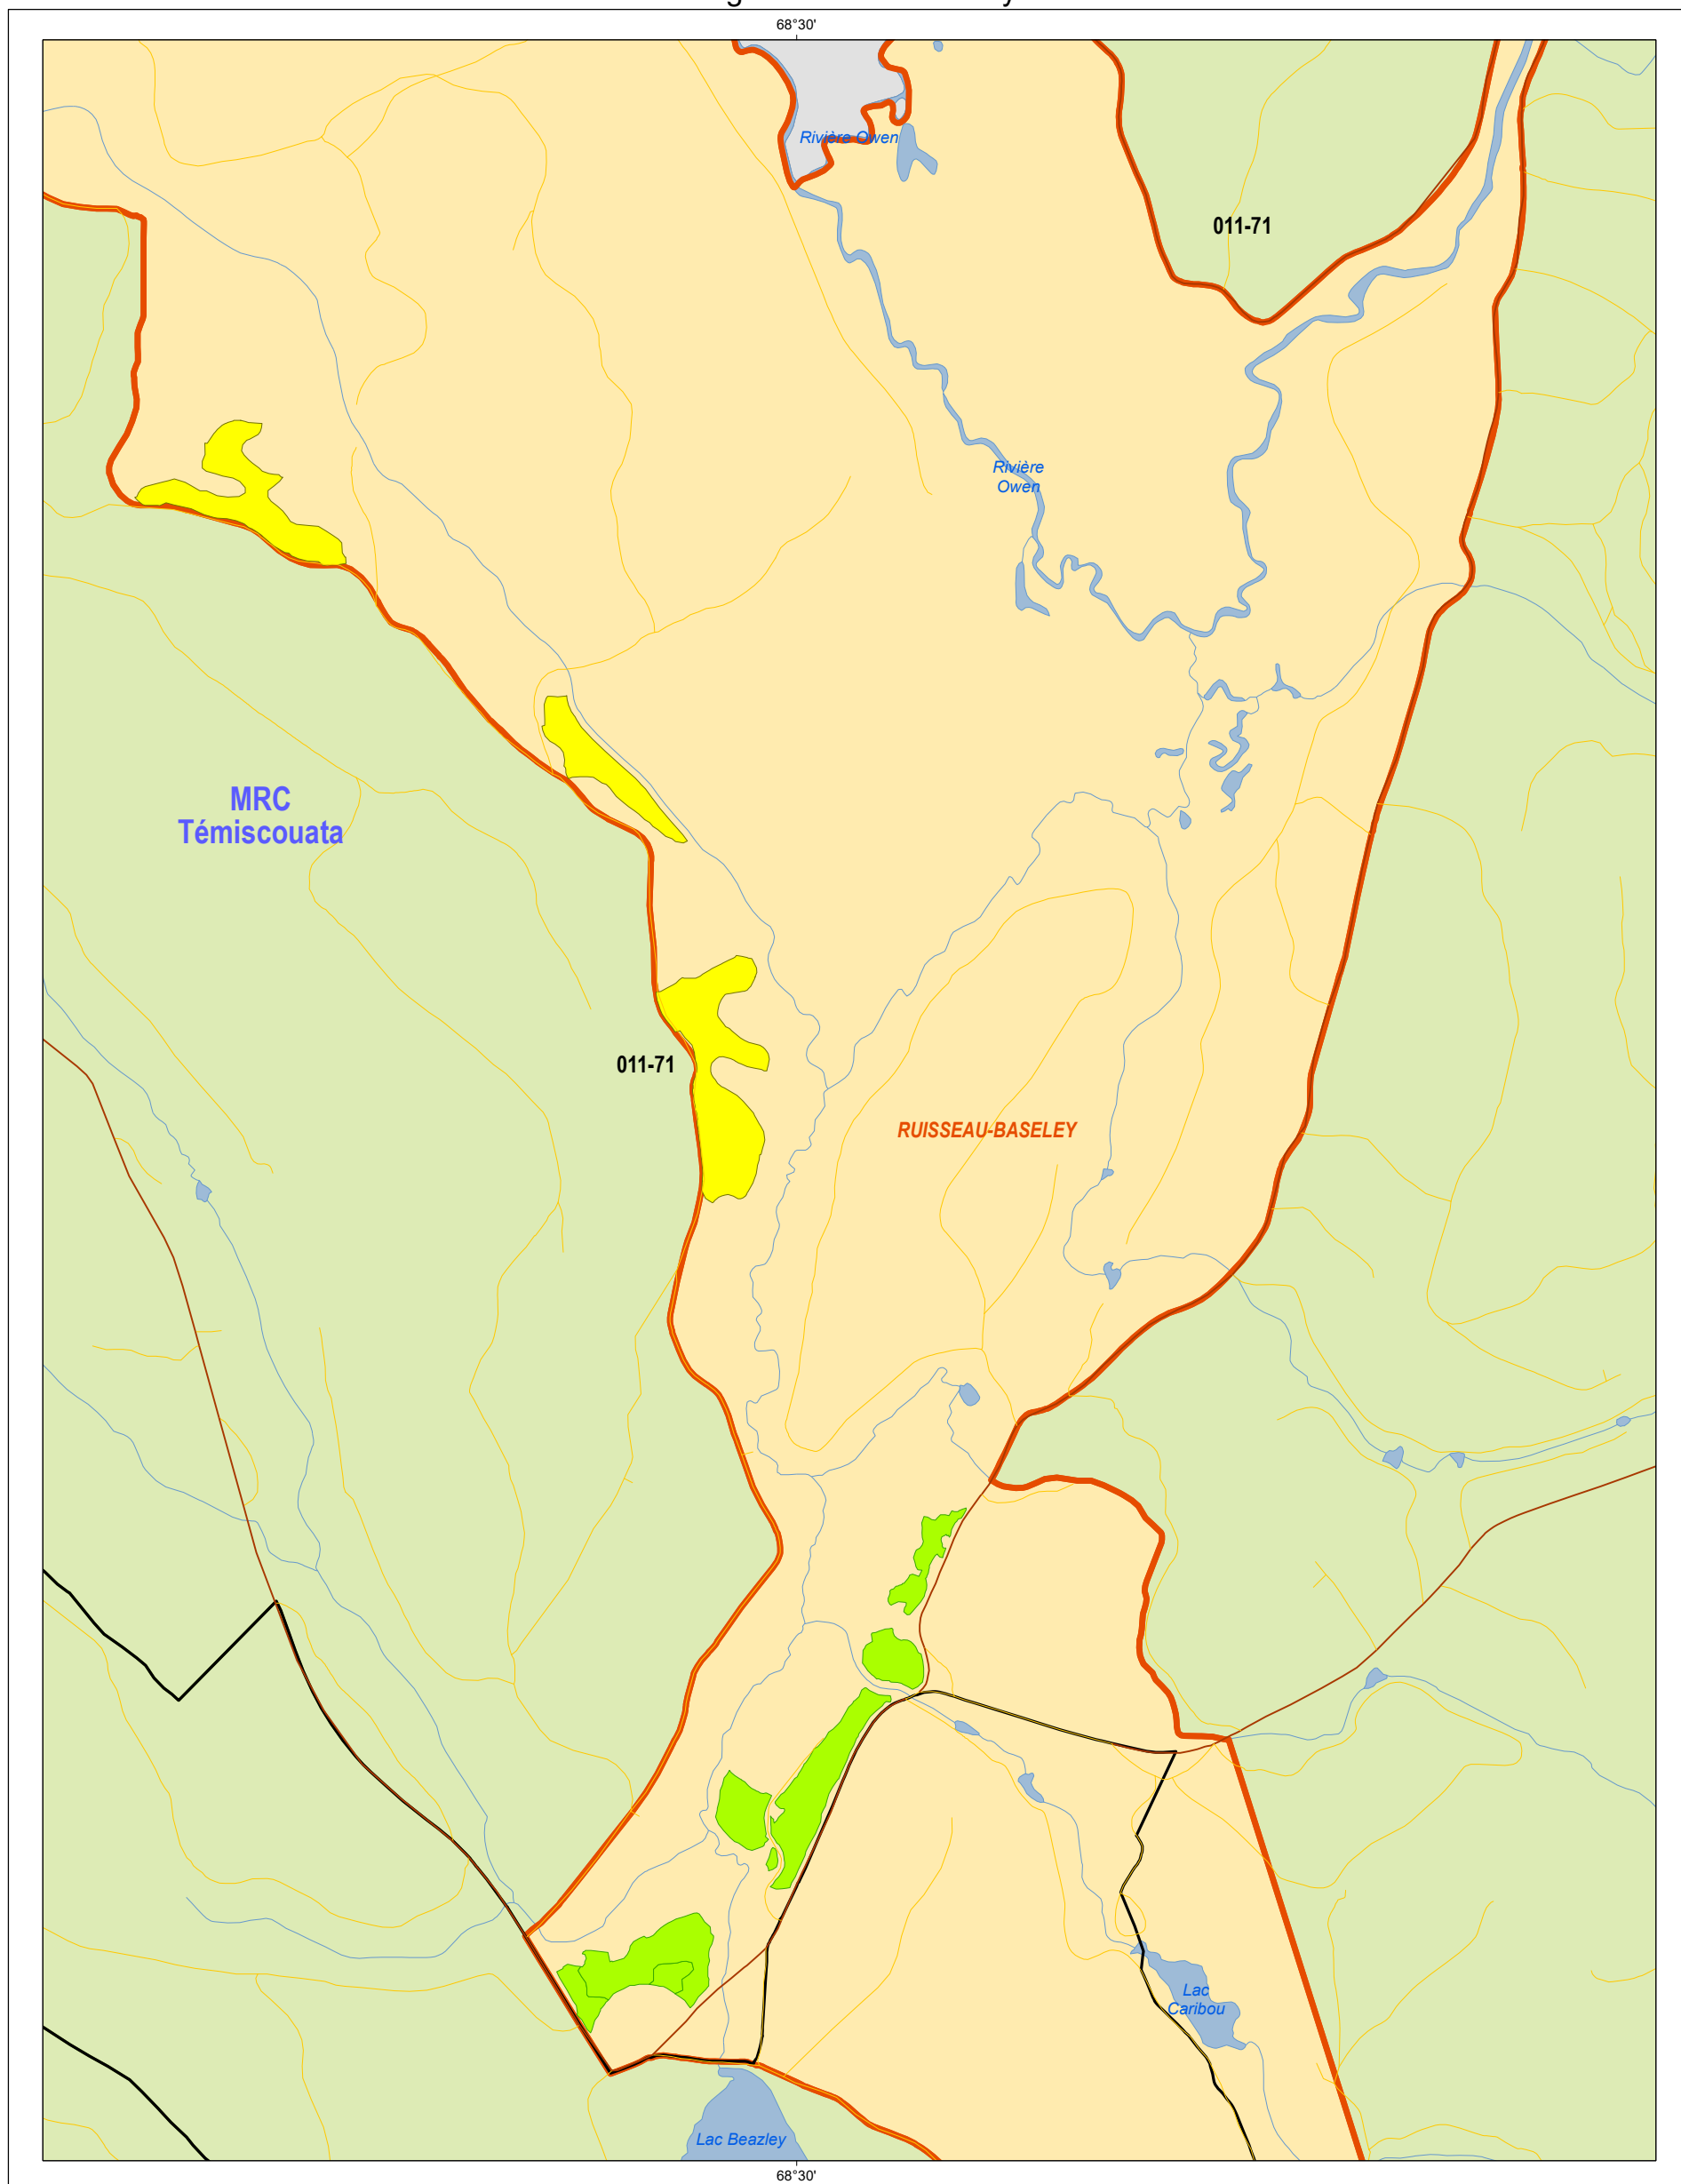 68°30'
Rivière Owen
011-71
Rivière
Owen
MRC
Témiscouata
011-71
RUISSEAU-BASELEY
Lac
Caribou
Lac Beazley
68°30'